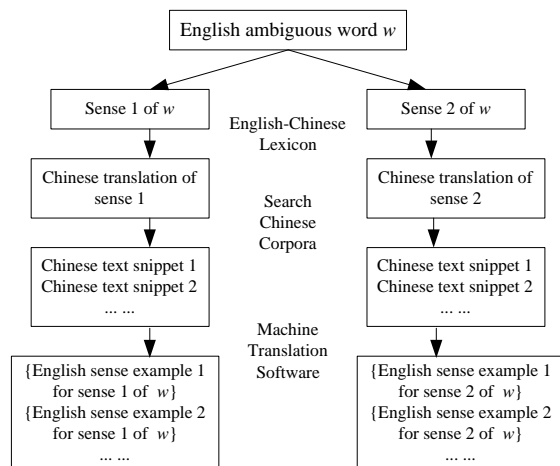 English ambiguous word w
Sense 1 of w
Sense 2 of w
English-Chinese
Lexicon
Chinese translation of
sense 1
Chinese translation of
sense 2
Search
Chinese
Corpora
Chinese text snippet 1
Chinese text snippet 2
... ...
Chinese text snippet 1
Chinese text snippet 2
... ...
Machine
Translation
Software
{English sense example 1
for sense 1 of w}
{English sense example 2
for sense 1 of w}
... ...
{English sense example 1
for sense 2 of w}
{English sense example 2
for sense 2 of w}
... ...